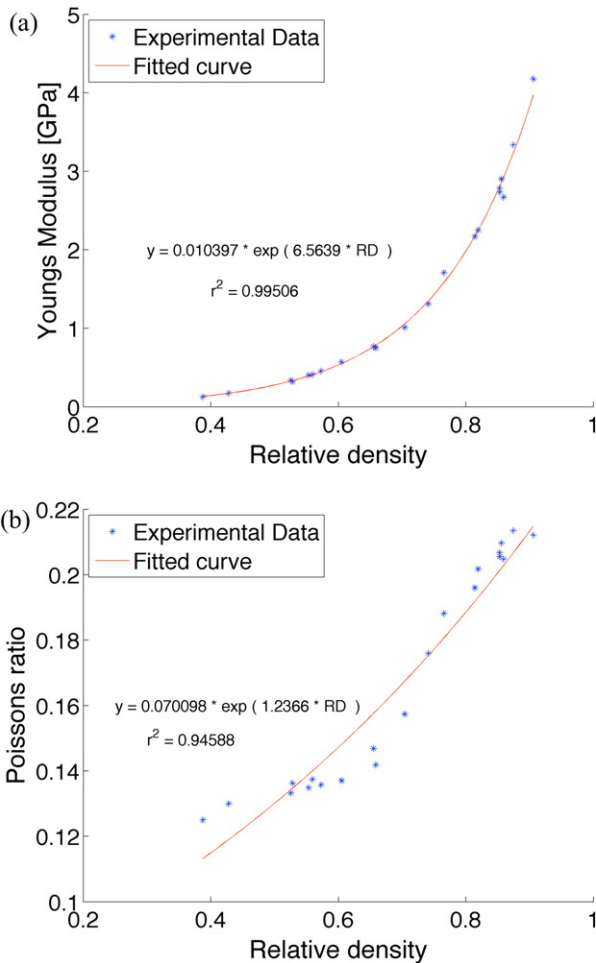 (a)
5
4
3
2
1
0
Youngs Modulus [GPa]
Experimental Data
Fitted curve
y = 0.010397 * exp ( 6.5639 * RD )
r² = 0.99506
0.2 0.4 0.6 0.8 1
Relative density
(b)
0.22
0.2
0.18
0.16
0.14
0.12
0.1
Poissons ratio
Experimental Data
Fitted curve
y = 0.070098 * exp ( 1.2366 * RD )
r² = 0.94588
0.2 0.4 0.6 0.8 1
Relative density